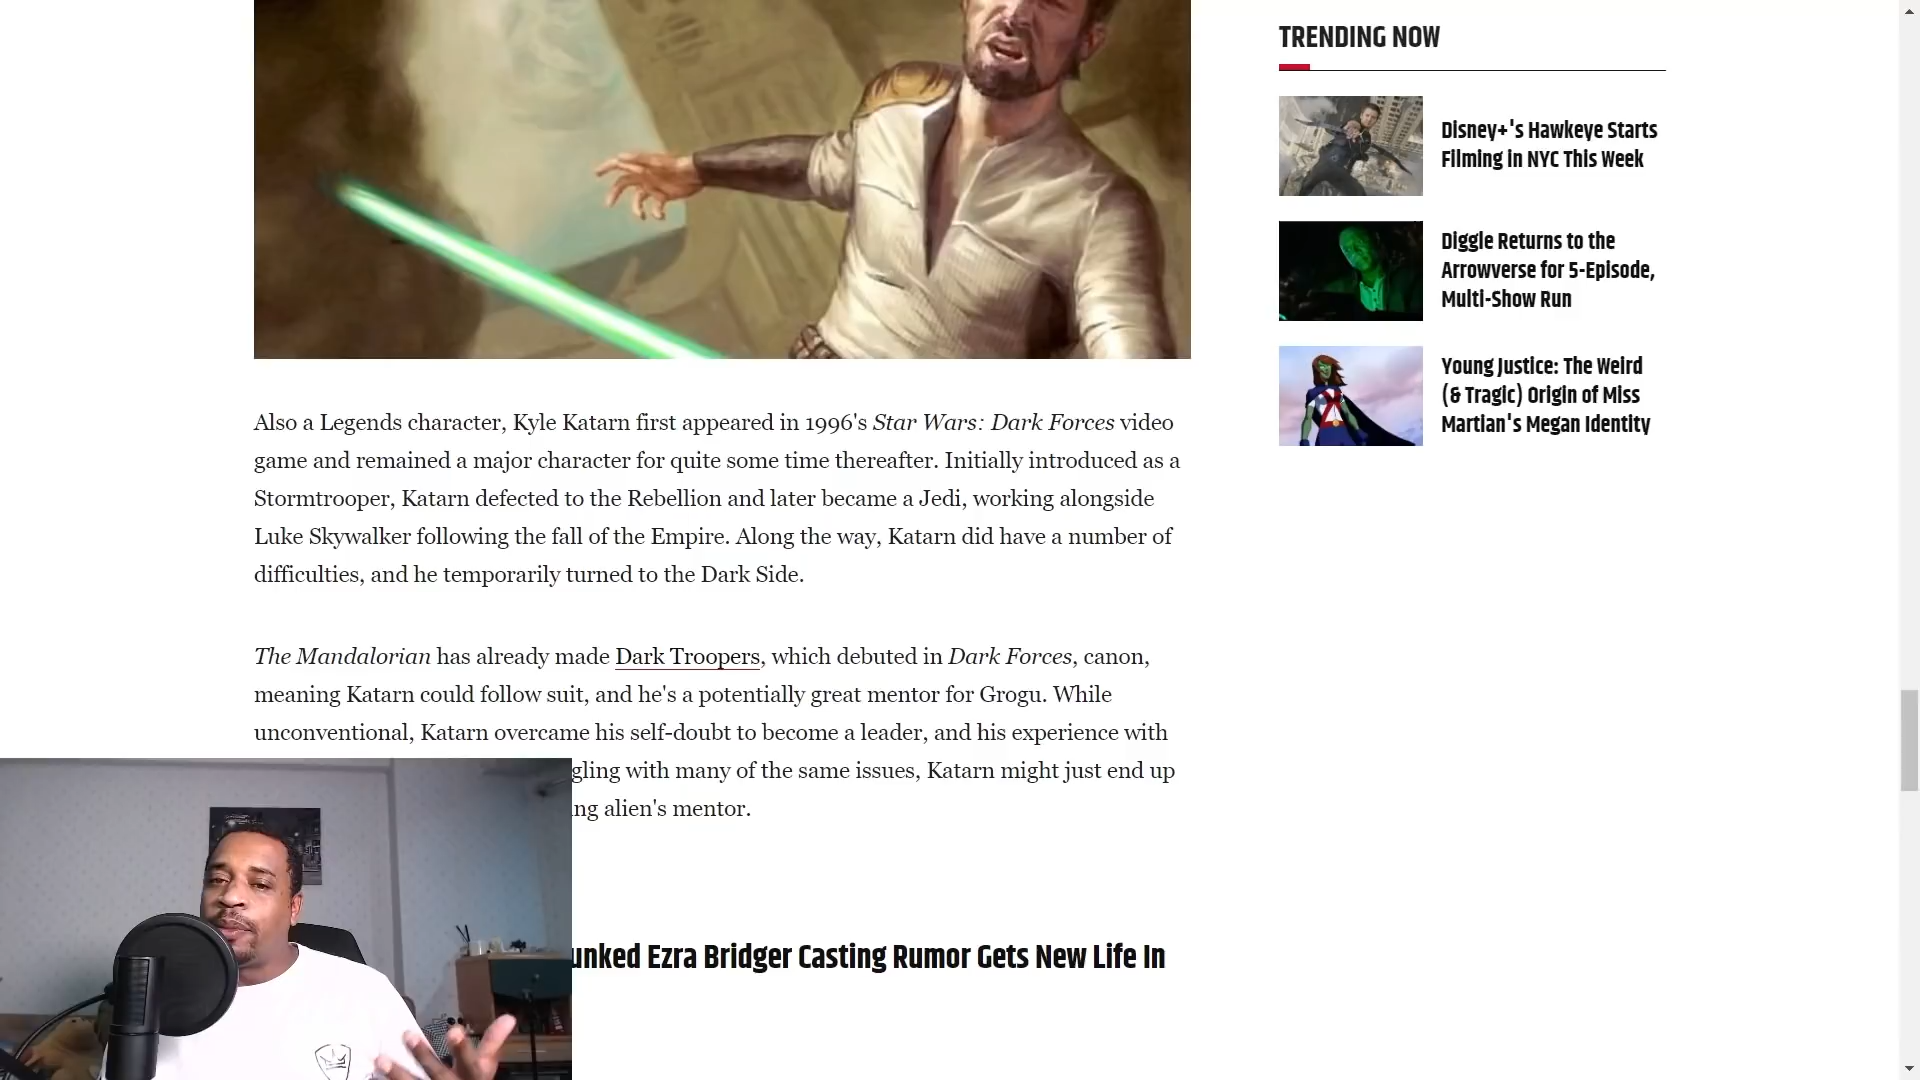 Also a Legends character, Kyle Katarn first appeared in 1996's Star Wars: Dark Forces video
game and remained a major character for quite some time thereafter. Initially introduced as a
Stormtrooper, Katarn defected to the Rebellion and later became a Jedi, working alongside
Luke Skywalker following the fall of the Empire. Along the way, Katarn did have a number of
difficulties, and he temporarily turned to the Dark Side.
The Mandalorian has already made Dark Troopers, which debuted in Dark Forces, canon,
meaning Katarn could follow suit, and he's a potentially great mentor for Grogu. While
unconventional, Katarn overcame his self-doubt to become a leader, and his experience with
gling with many of the same issues, Katarn might just end up
ng alien's mentor.
unked Ezra Bridger Casting Rumor Gets New Life In
TRENDING NOW
Disney+'s Hawkeye Starts
Filming in NYC This Week
Diggle Returns to the
Arrowverse for 5-Episode,
Multi-Show Run
Young Justice: The Weird
(& Tragic) Origin of Miss
Martian's Megan Identity